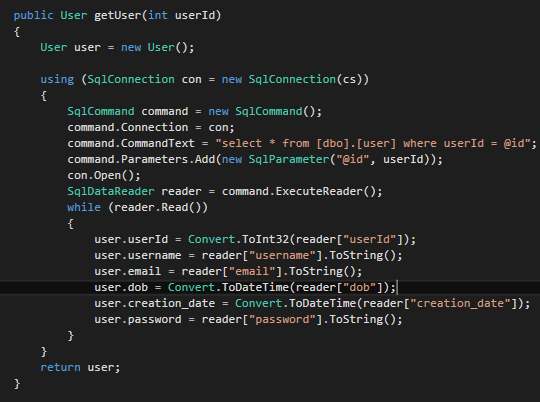 public User getUser(int userId)
{
User user = new User();
using (SqlConnection con = new SqlConnection(cs))
{
SqlCommand command = new SqlCommand();
command.Connection = con;
command.CommandText = "select * from [dbo].[user] where userId = @id";
command.Parameters.Add(new SqlParameter("@id", userId));
con.Open();
SqlDataReader reader = command.ExecuteReader();
while (reader.Read())
{
user.userId = Convert.ToInt32(reader["userId"]);
user.username = reader["username"].ToString();
user.email = reader["email"].ToString();
user.dob = Convert.ToDateTime(reader["dob"]);
user.creation_date = Convert.ToDateTime(reader["creation_date"]);
user.password = reader["password"].ToString();
}
}
return user;
}